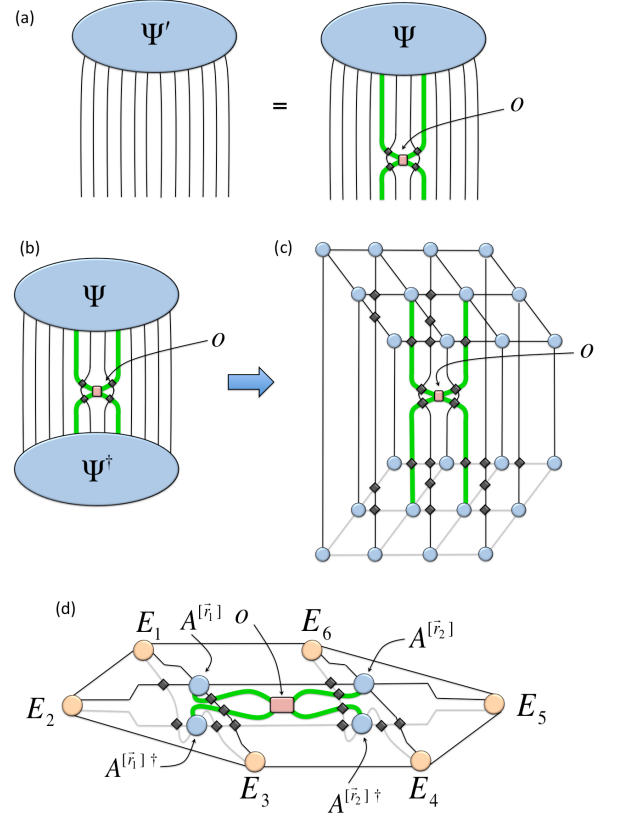 (a)
Ψ′
=
Ψ
o
(b)
Ψ
o
Ψ†
(c)
o
(d)
E1
A[r⃗1]
o
E6
A[r⃗2]
E2
E5
A[r⃗1]†
E3
A[r⃗2]†
E4